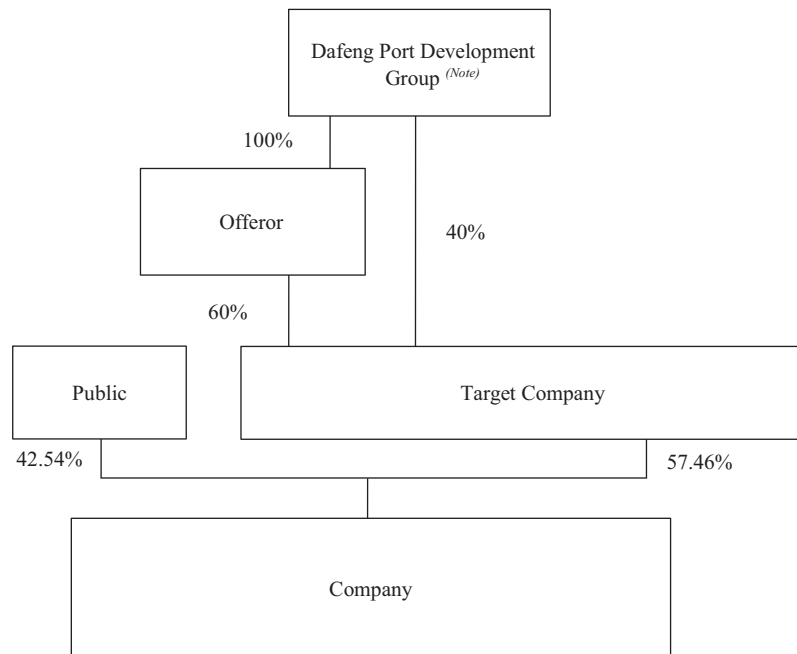 Dafeng Port Development
Group (Note)
100%
Offeror
40%
60%
Public
Target Company
42.54%
57.46%
Company